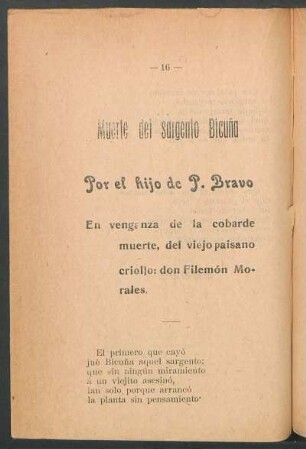 — 16 —
Muerte del sargento Bicuña
Por el hijo de P. Bravo
En venganza de la cobarde
muerte, del viejo paisano
criollo: don Filemón Mo-
rales.
El primero que cayó
jué Bicuña aquel sargento;
que sin ningún miramiento
á un viejito asesinó,
tan solo porque arrancó
la planta sin pensamiento